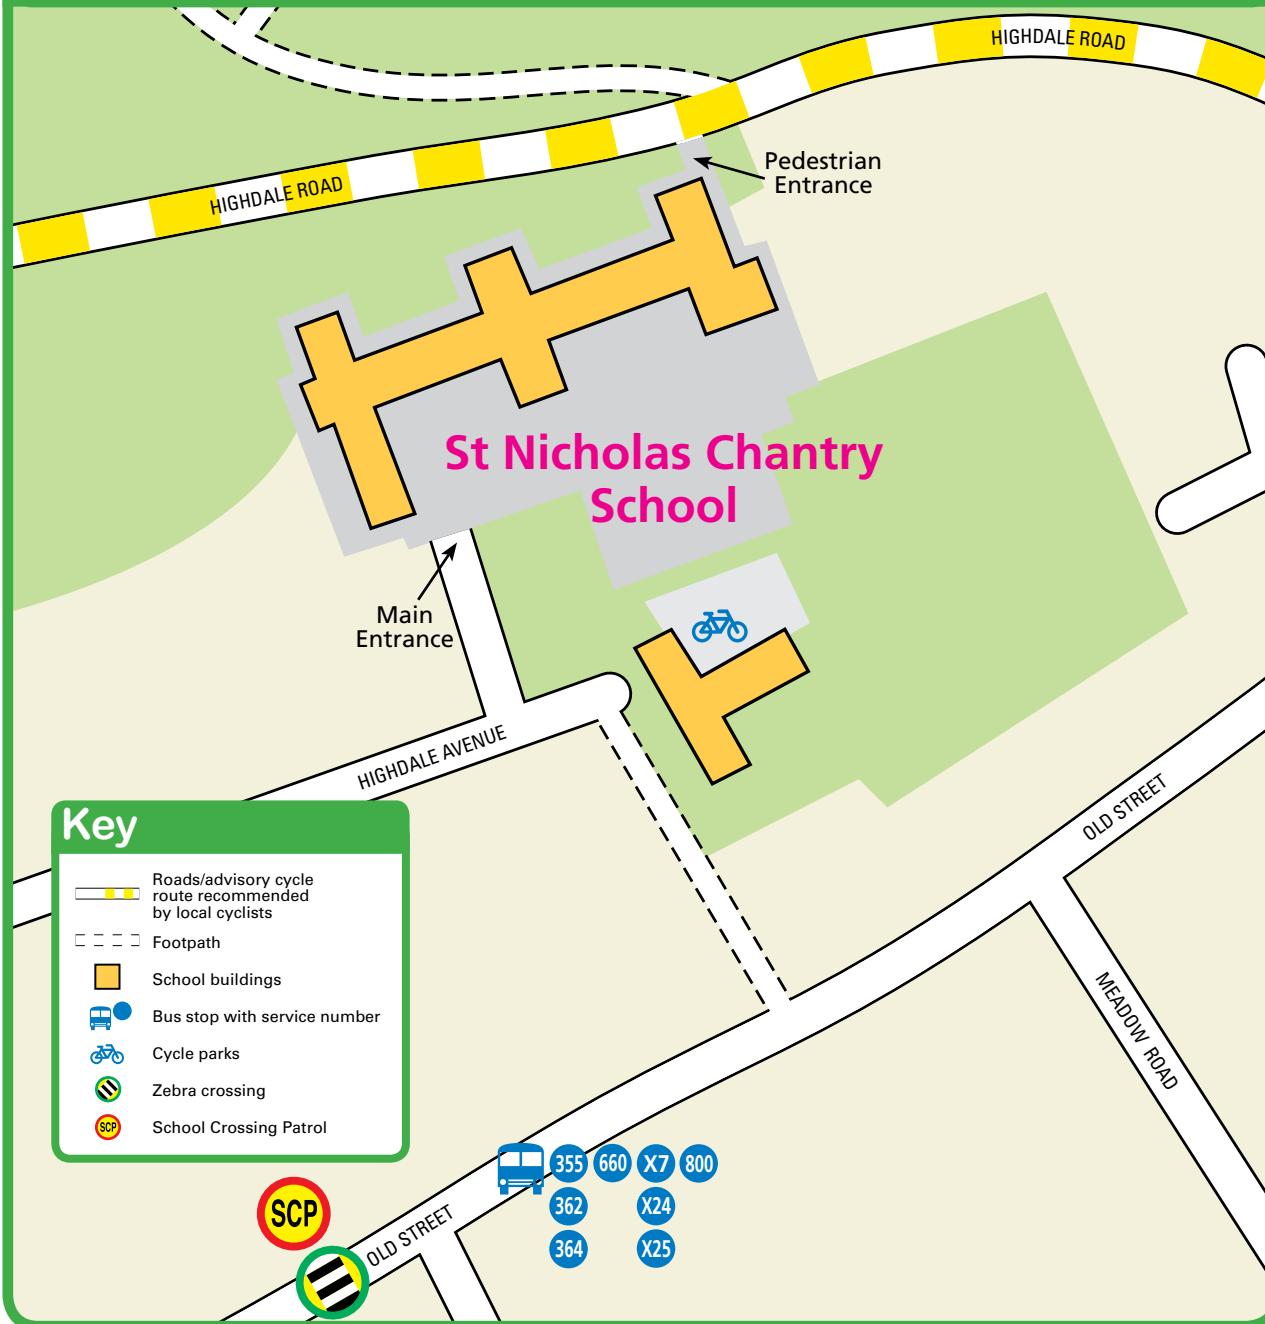 HIGHDALE ROAD
Pedestrian
Entrance
HIGHDALE ROAD
St Nicholas Chantry
School
Main
Entrance
HIGHDALE AVENUE
OLD STREET
Key
Roads/advisory cycle
route recommended
by local cyclists
Footpath
School buildings
Bus stop with service number
Cycle parks
Zebra crossing
SCP School Crossing Patrol
MEADOW ROAD
355 660 X7 800
362 X24
364 X25
SCP
OLD STREET